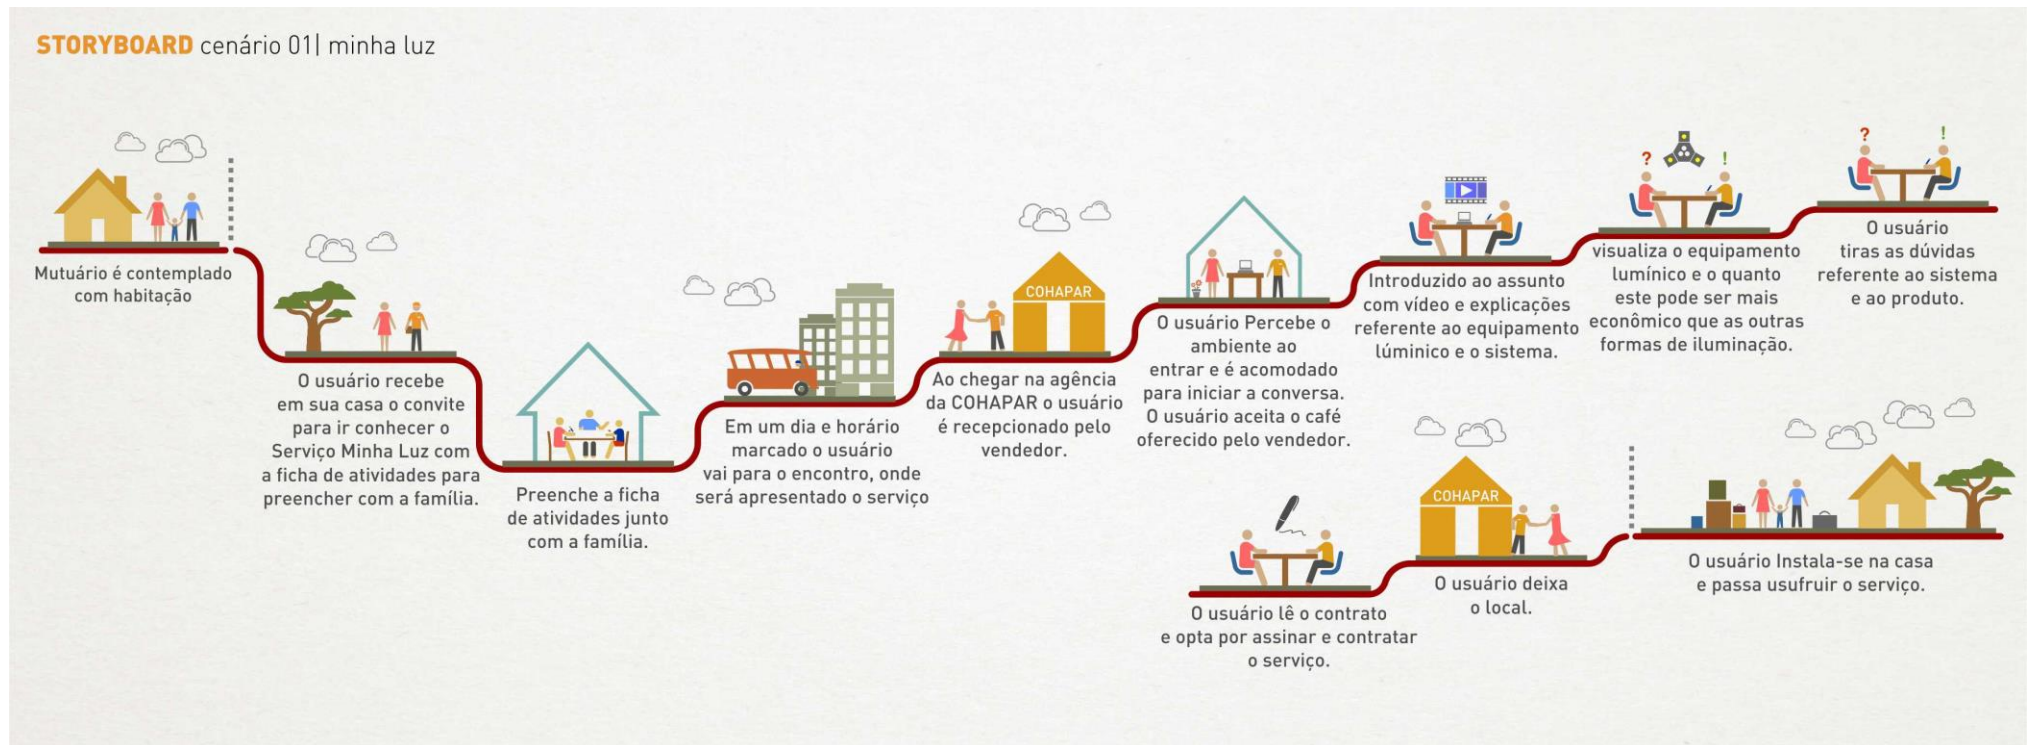 STORYBOARD cenário 01| minha luz
Mutuário é contemplado
com habitação
O usuário recebe
em sua casa o convite
para ir conhecer o
Serviço Minha Luz com
a ficha de atividades para
preencher com a família.
Preenche a ficha
de atividades junto
com a família.
Em um dia e horário
marcado o usuário
vai para o encontro, onde
será apresentado o serviço
COHAPAR
Ao chegar na agência
da COHAPAR o usuário
é recepcionado pelo
vendedor.
O usuário Percebe o
ambiente ao
entrar e é acomodado
para iniciar a conversa.
O usuário aceita o café
oferecido pelo vendedor.
Introduzido ao assunto
com vídeo e explicações
referente ao equipamento
lúminico e o sistema.
? !
visualiza o equipamento
lumínico e o quanto
este pode ser mais
econômico que as outras
formas de iluminação.
? !
O usuário
tiras as dúvidas
referente ao sistema
e ao produto.
O usuário lê o contrato
e opta por assinar e contratar
o serviço.
COHAPAR
O usuário deixa
o local.
O usuário Instala-se na casa
e passa usufruir o serviço.